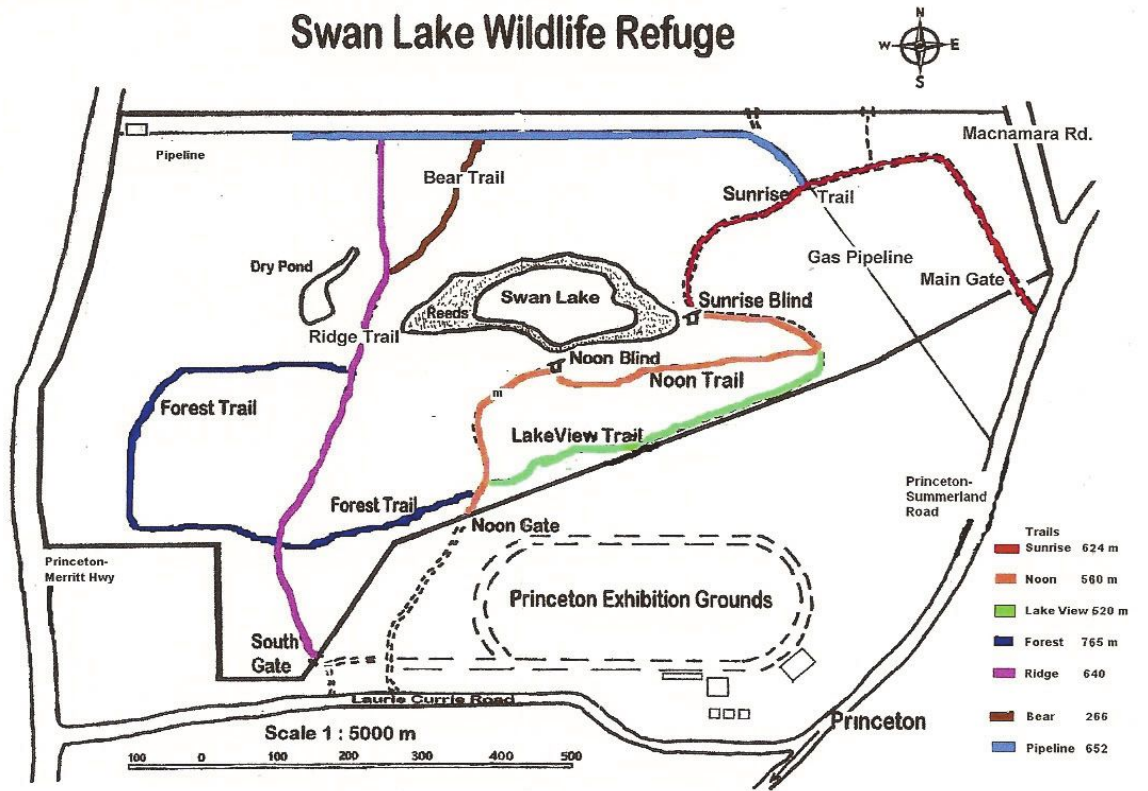 Swan Lake Wildlife Refuge
N
W E
S
Macnamara Rd.
Pipeline
Bear Trail
Sunrise Trail
Dry Pond
Gas Pipeline
Main Gate
Swan Lake
Reeds
Sunrise Blind
Ridge Trail
Noon Blind
Noon Trail
m
Forest Trail
LakeView Trail
Forest Trail
Noon Gate
Princeton-
Summerland
Road
Princeton-
Merritt Hwy
Princeton Exhibition Grounds
South
Gate
Laurie Currie Road
Princeton
Scale 1 : 5000 m
100 0 100 200 300 400 500
Trails
Sunrise 624 m
Noon 560 m
Lake View 520 m
Forest 765 m
Ridge 640
Bear 266
Pipeline 652